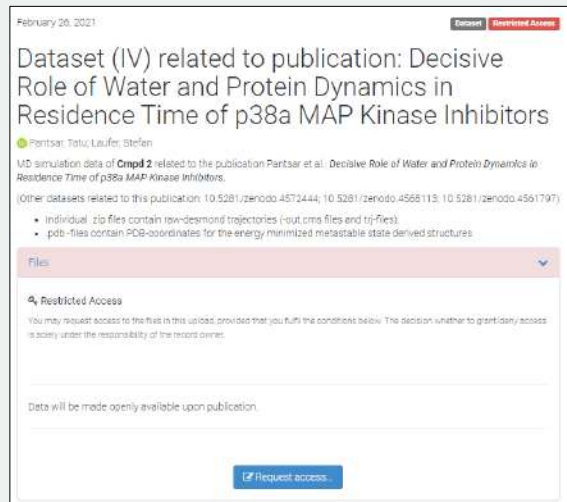 February 26, 2021
Dataset Restricted Access
Dataset (IV) related to publication: Decisive
Role of Water and Protein Dynamics in
Residence Time of p38a MAP Kinase Inhibitors
Pantsar, Tatu; Laufer, Stefan
MD simulation data of Cmpd 2 related to the publication Pantsar et al. Decisive Role of Water and Protein Dynamics in
Residence Time of p38a MAP Kinase Inhibitors.
(Other datasets related to this publication: 10.5281/zenodo.4572444; 10.5281/zenodo.4568113; 10.5281/zenodo.4561797)
• Individual .zip files contain raw-desmond trajectories (-out.cms files and trj-files).
• .pdb -files contain PDB-coordinates for the energy minimized metastable state derived structures
Files
Restricted Access
You may request access to the files in this upload, provided that you fulfil the conditions below. The decision whether to grant/deny access
is solely under the responsibility of the record owner.
Data will be made openly available upon publication.
Request access...